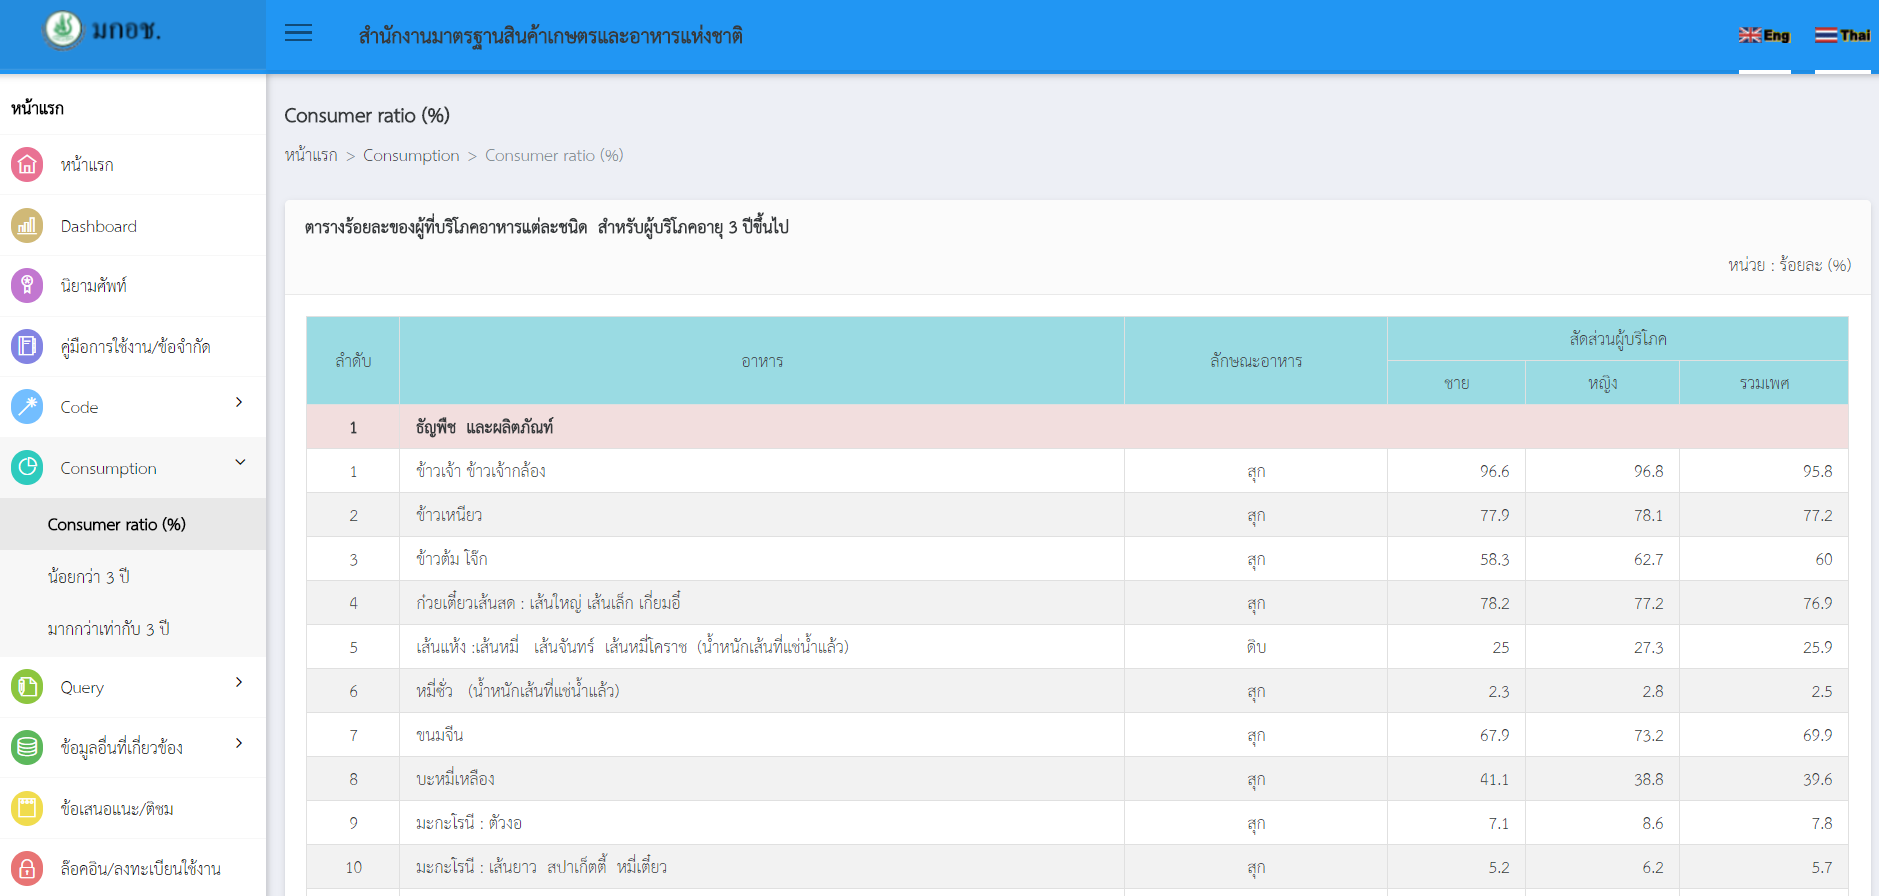 มกอช.
สำนักงานมาตรฐานสินค้าเกษตรและอาหารแห่งชาติ
Eng
Thai
หน้าแรก
หน้าแรก
Dashboard
นิยามศัพท์
คู่มือการใช้งาน/ข้อจำกัด
Code
Consumption
Consumer ratio (%)
น้อยกว่า 3 ปี
มากกว่าเท่ากับ 3 ปี
Query
ข้อมูลอื่นที่เกี่ยวข้อง
ข้อเสนอแนะ/ติชม
ล๊อคอิน/ลงทะเบียนใช้งาน
Consumer ratio (%)
หน้าแรก > Consumption > Consumer ratio (%)
ตารางร้อยละของผู้ที่บริโภคอาหารแต่ละชนิด สำหรับผู้บริโภคอายุ 3 ปีขึ้นไป
หน่วย : ร้อยละ (%)
ลำดับ อาหาร ลักษณะอาหาร สัดส่วนผู้บริโภค
ชาย หญิง รวมเพศ
1 ธัญพืช และผลิตภัณท์
1 ข้าวเจ้า ข้าวเจ้ากล้อง สุก 96.6 96.8 95.8
2 ข้าวเหนียว สุก 77.9 78.1 77.2
3 ข้าวต้ม โจ๊ก สุก 58.3 62.7 60
4 ก๋วยเตี๋ยวเส้นสด : เส้นใหญ่ เส้นเล็ก เกี่ยมอี๋ สุก 78.2 77.2 76.9
5 เส้นแห้ง :เส้นหมี่ เส้นจันทร์ เส้นหมี่โคราช (น้ำหนักเส้นที่แช่น้ำแล้ว) ดิบ 25 27.3 25.9
6 หมี่ซั่ว (น้ำหนักเส้นที่แช่น้ำแล้ว) สุก 2.3 2.8 2.5
7 ขนมจีน สุก 67.9 73.2 69.9
8 บะหมี่เหลือง สุก 41.1 38.8 39.6
9 มะกะโรนี : ตัวงอ สุก 7.1 8.6 7.8
10 มะกะโรนี : เส้นยาว สปาเก็ตตี้ หมี่เตี๋ยว สุก 5.2 6.2 5.7